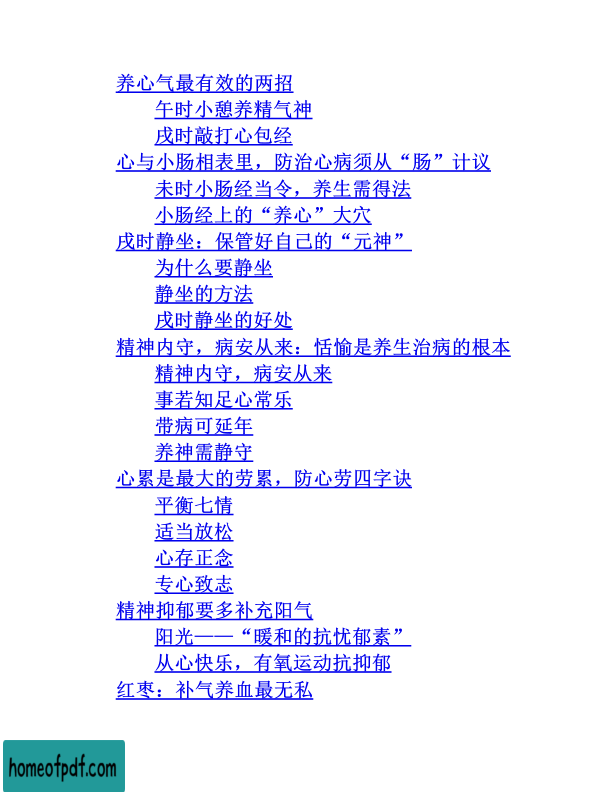 养心气最有效的两招
午时小憩养精气神
戌时敲打心包经
心与小肠相表里，防治心病须从“肠”计议
未时小肠经当令，养生需得法
小肠经上的“养心”大穴
戌时静坐：保管好自己的“元神”
为什么要静坐
静坐的方法
戌时静坐的好处
精神内守，病安从来：恬愉是养生治病的根本
精神内守，病安从来
事若知足心常乐
带病可延年
养神需静守
心累是最大的劳累，防心劳四字诀
平衡七情
适当放松
心存正念
专心致志
精神抑郁要多补充阳气
阳光——“暖和的抗忧郁素”
从心快乐，有氧运动抗抑郁
红枣：补气养血最无私
homeofpdf.com